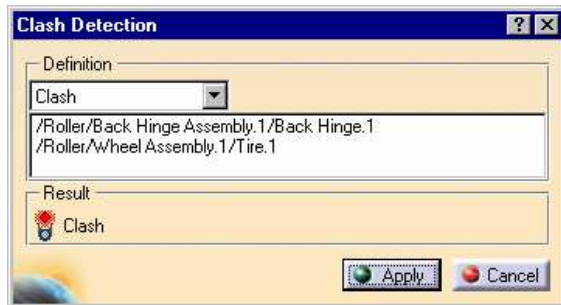 Clash Detection
Definition
Clash
/Roller/Back Hinge Assembly.1/Back Hinge.1
/Roller/Wheel Assembly.1/Tire.1
Result
Clash
Apply Cancel